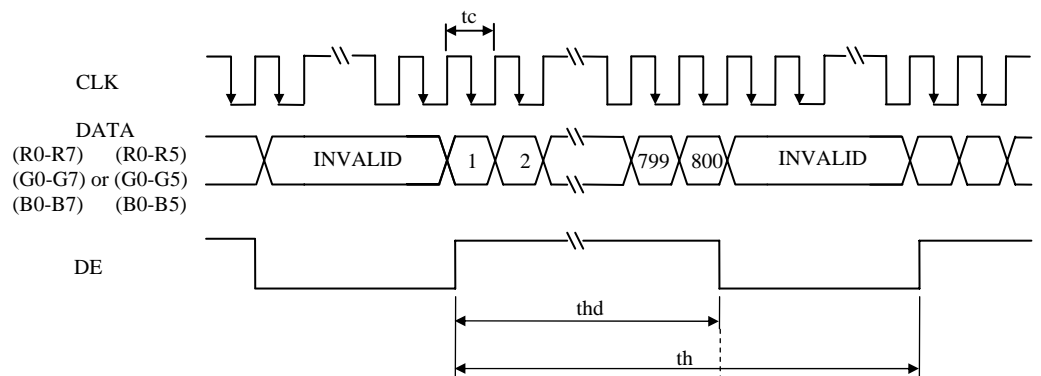 tc
CLK
DATA
(R0-R7) (R0-R5)
(G0-G7) or (G0-G5)
(B0-B7) (B0-B5)
INVALID 1 2 799 800 INVALID
DE
thd
th